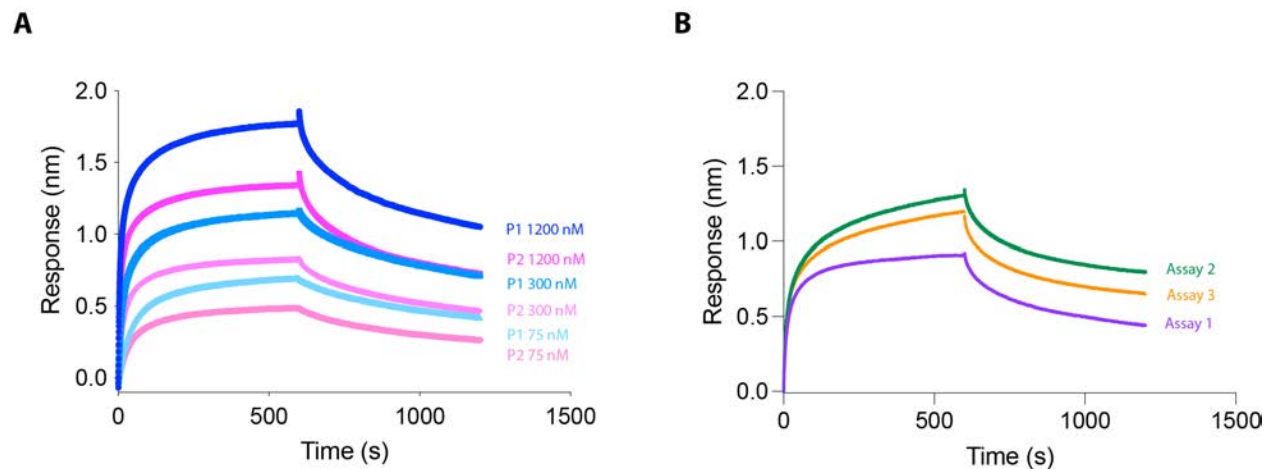 A
B
2.0
1.5
1.0
0.5
0.0
Response (nm)
0
500
1000
1500
Time (s)
P1 1200 nM
P2 1200 nM
P1 300 nM
P2 300 nM
P1 75 nM
P2 75 nM
2.0
1.5
1.0
0.5
0.0
Response (nm)
0
500
1000
1500
Time (s)
Assay 2
Assay 3
Assay 1